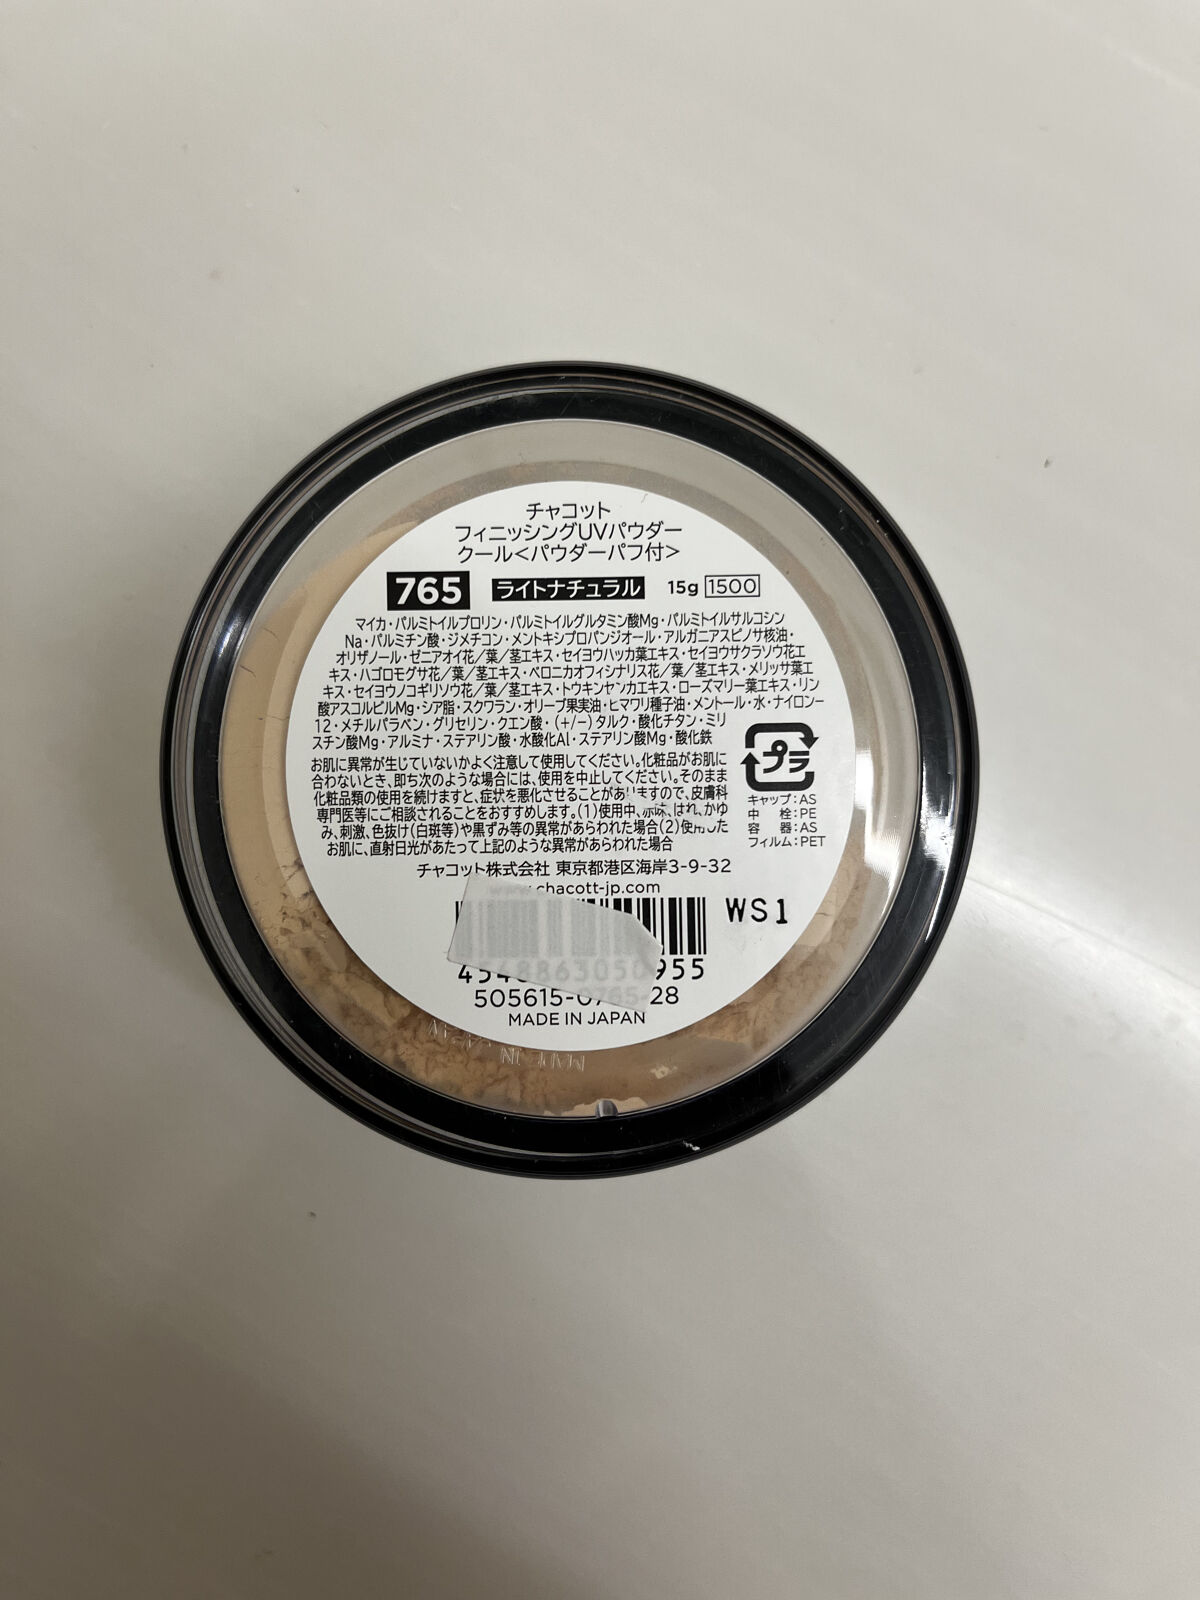 チャコット
フィニッシングUVパウダー
クール<パウダーパフ付>
765 ライトナチュラル 15g 1500
マイカ・パルミトイルプロリン・パルミトイルグルタミン酸Mg・パルミトイルサルコシン
Na・パルミチン酸・ジメチコン・メントキシプロパンジオール・アルガニアスピノサ核油・
オリザノール・ゼニアオイ花/葉/茎エキス・セイヨウハッカ葉エキス・セイヨウサクラソウ花エ
キス・ハゴロモグサ花/葉/茎エキス・ベロニカオフィシナリス花/葉/茎エキス・メリッサ葉エ
キス・セイヨウノコギリソウ花/葉/茎エキス・トウキンセンカエキス・ローズマリー葉エキス・リン
酸アスコルビルMg・シア脂・スクワラン・オリーブ果実油・ヒマワリ種子油・メントール・水・ナイロン-
12・メチルパラベン・グリセリン・クエン酸・(+/-)タルク・酸化チタン・ミリ
スチン酸Mg・アルミナ・ステアリン酸・水酸化Al・ステアリン酸Mg・酸化鉄
お肌に異常が生じていないかよく注意して使用してください。化粧品がお肌に
合わないとき、即ち次のような場合には、使用を中止してください。そのまま
化粧品類の使用を続けますと、症状を悪化させることがありますので、皮膚科
専門医等にご相談されることをおすすめします。(1)使用中、赤味、はれ、かゆ
み、刺激、色抜け(白斑等)や黒ずみ等の異常があらわれた場合(2)使用した
お肌に、直射日光があたって上記のような異常があらわれた場合
プラ
キャップ:AS
中 栓:PE
容 器:AS
フィルム:PET
チャコット株式会社 東京都港区海岸3-9-32
www.chacott-jp.com
WS1
4548863050955
505615-0765-28
MADE IN JAPAN
MADE IN JAPAN